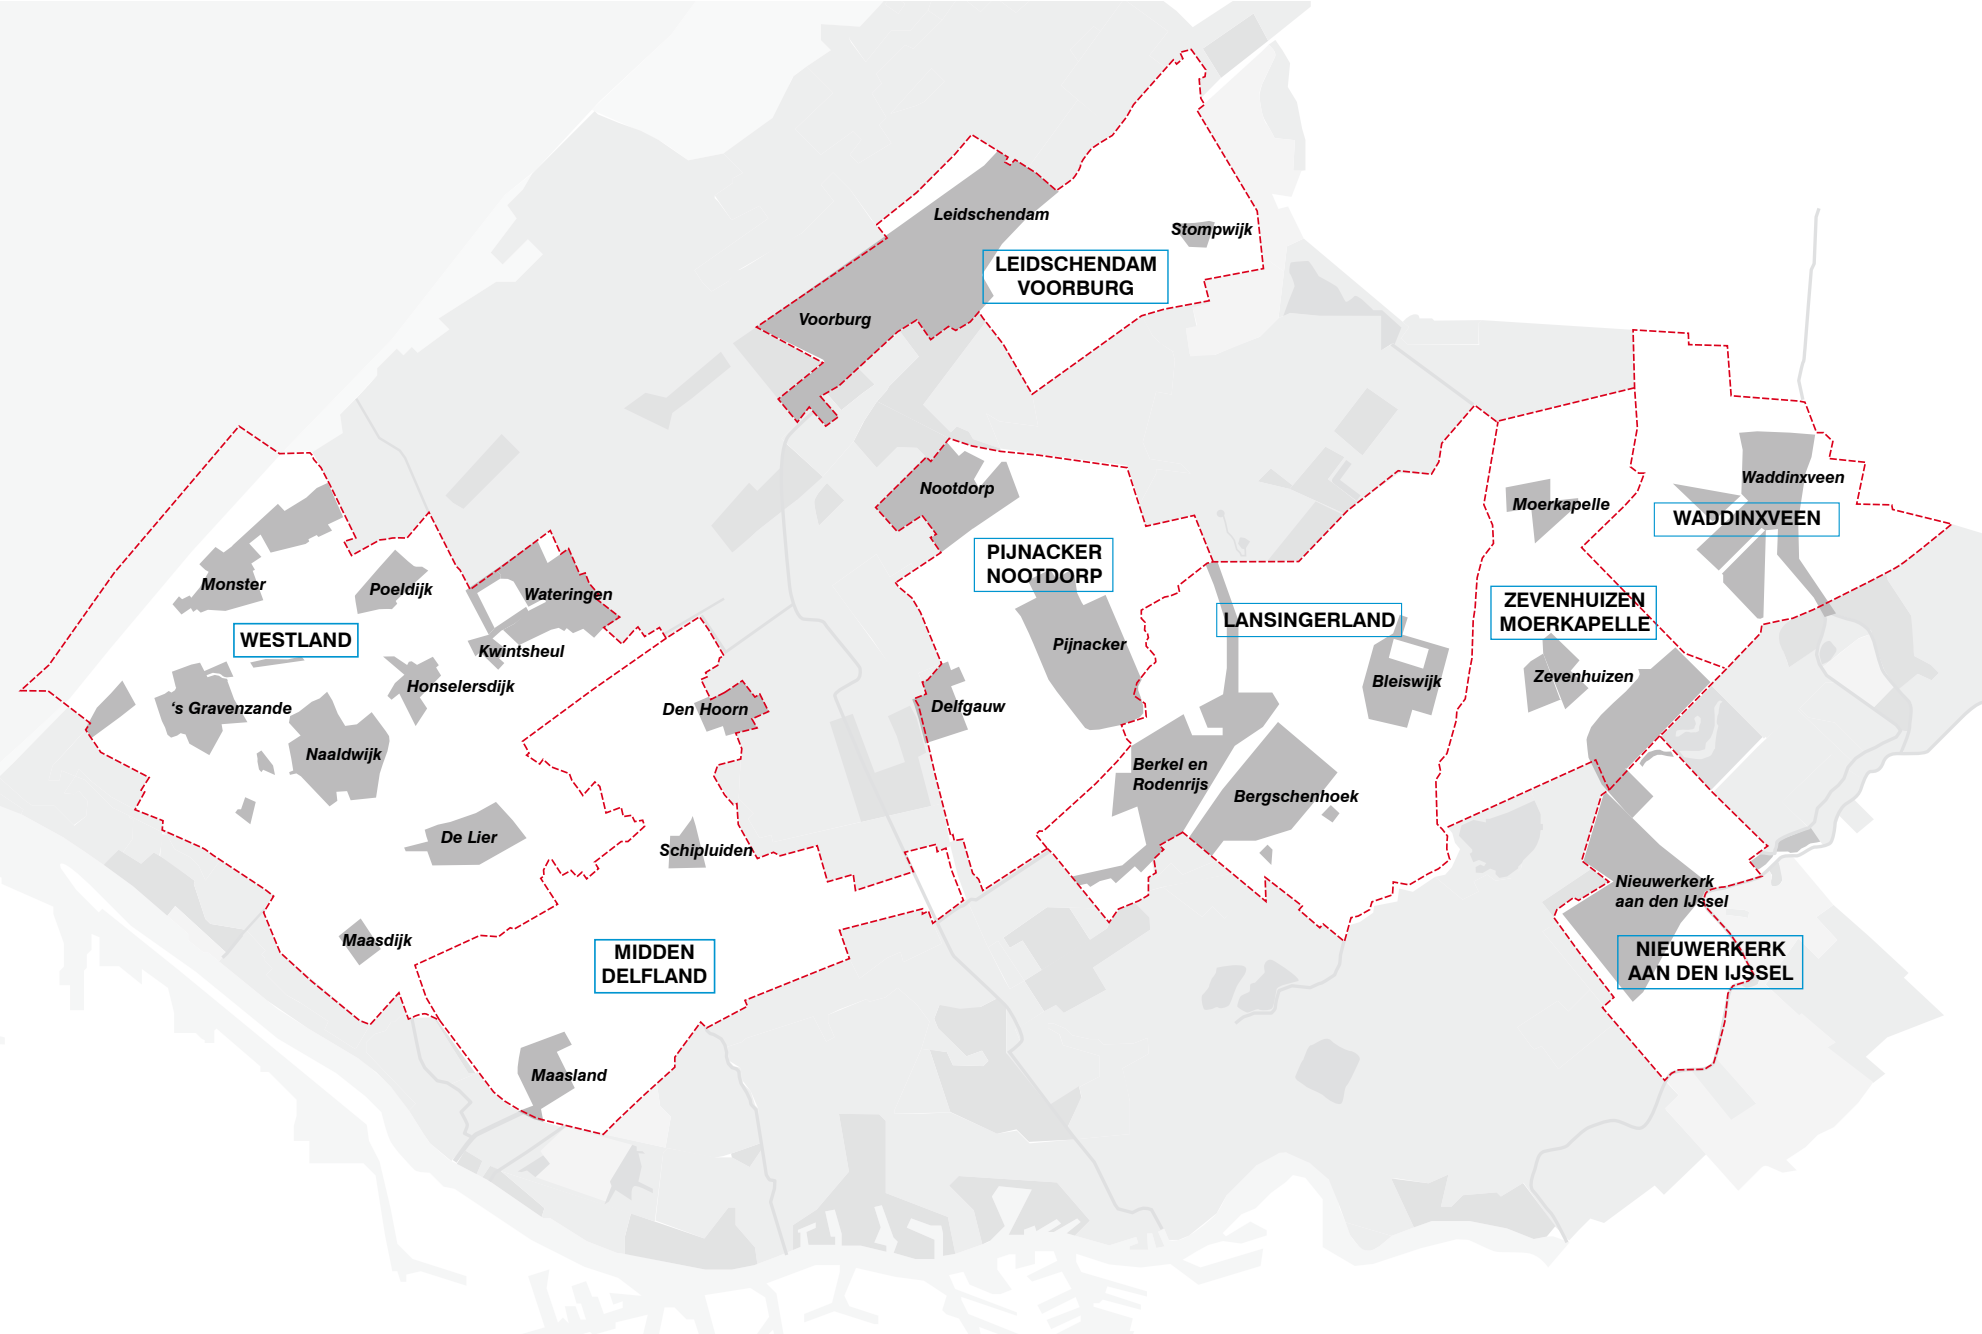 Leidschendam
Stompwijk
LEIDSCHENDAM
VOORBURG
Voorburg
Nootdorp
PIJNACKER
NOOTDORP
Pijnacker
Delfgauw
Moerkapelle
Waddinxveen
WADDINXVEEN
ZEVENHUIZEN
MOERKAPELLE
Zevenhuizen
LANSINGERLAND
Bleiswijk
Berkel en
Rodenrijs
Bergschenhoek
Monster
Poeldijk
Wateringen
WESTLAND
Kwintsheul
Honselersdijk
‘s Gravenzande
Naaldwijk
Den Hoorn
De Lier
Schipluiden
Maasdijk
MIDDEN
DELFLAND
Maasland
Nieuwerkerk
aan den IJssel
NIEUWERKERK
AAN DEN IJSSEL